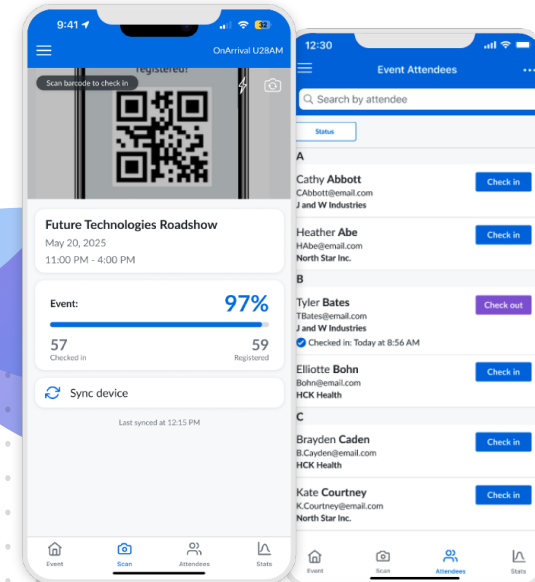 9:41
32
OnArrival U28AM
registered!
Scan barcode to check in
Future Technologies Roadshow
May 20, 2025
11:00 PM - 4:00 PM
Event:
97%
57
59
Checked in
Registered
Sync device
Last synced at 12:15 PM
Event
Scan
Attendees
Stats
12:30
Event Attendees
Search by attendee
Status
A
Cathy Abbott
CAbbott@email.com
J and W Industries
Check in
Heather Abe
HAbe@email.com
North Star Inc.
Check in
B
Tyler Bates
TBates@email.com
J and W Industries
Checked in: Today at 8:56 AM
Check out
Elliotte Bohn
Bohn@email.com
HCK Health
Check in
C
Brayden Caden
B.Cayden@email.com
HCK Health
Check in
Kate Courtney
K.Courtney@email.com
North Star Inc.
Check in
Event
Scan
Attendees
Stats